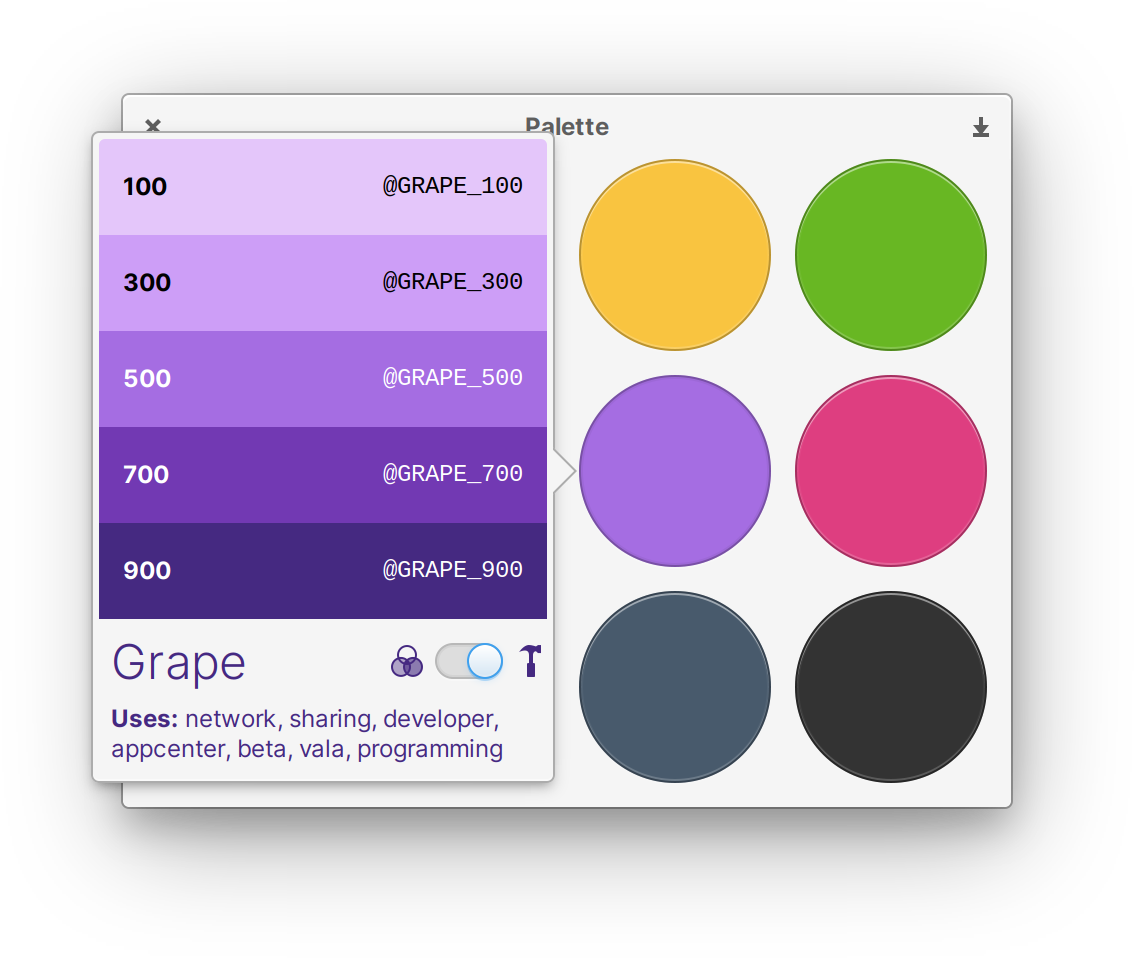 Palette
100 @GRAPE_100
300 @GRAPE_300
500 @GRAPE_500
700 @GRAPE_700
900 @GRAPE_900
Grape
Uses: network, sharing, developer,
appcenter, beta, vala, programming